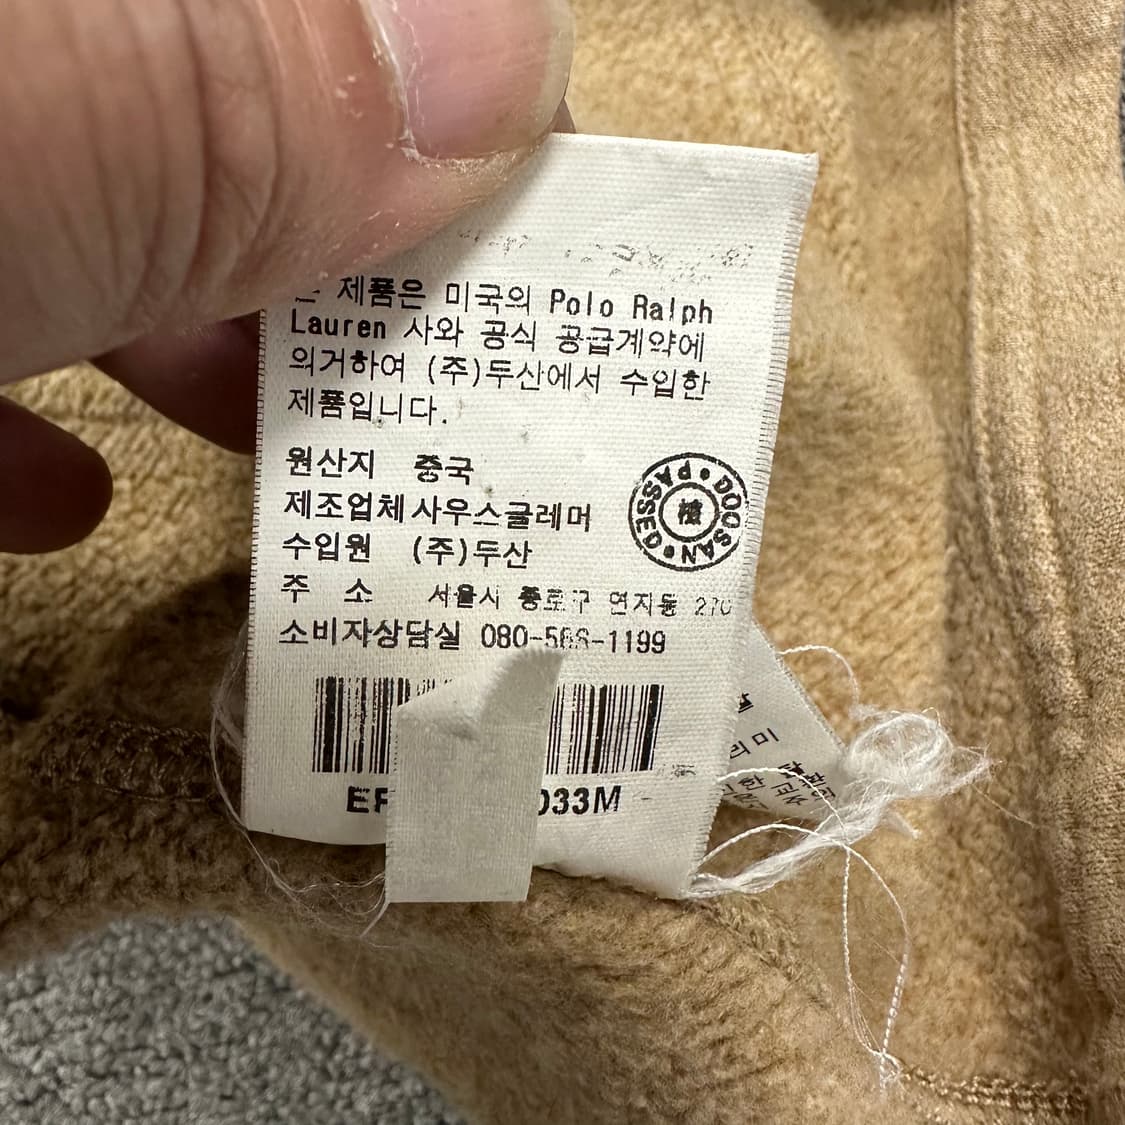 제품은 미국의 Polo Ralph
Lauren 사와 공식 공급계약에
의거하여 (주)두산에서 수입한
제품입니다.
원산지 중국
제조업체 사우스귤레머
수입원 (주)두산
주 소 서울시 종로구 연지동 270
소비자상담실 080-568-1199
DOOSAN • PASSED •
檢
033M